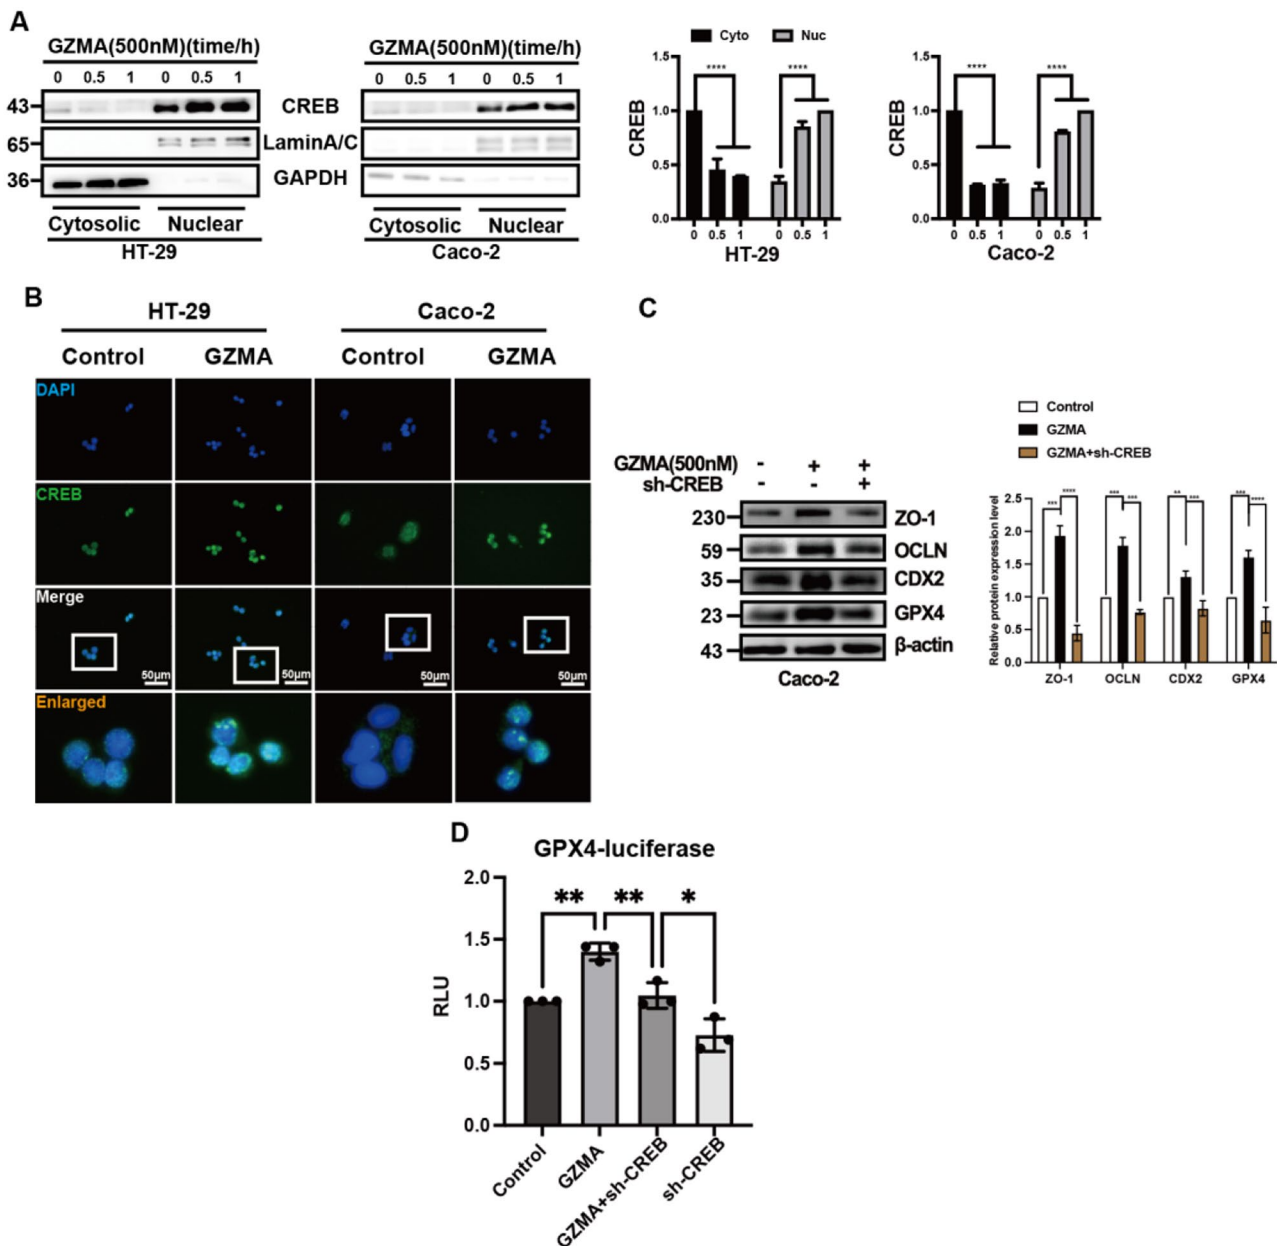 A
GZMA(500nM)(time/h)
0 0.5 1 0 0.5 1
43
65
36
Cytosolic Nuclear
HT-29
CREB
LaminA/C
GAPDH
GZMA(500nM)(time/h)
0 0.5 1 0 0.5 1
Cytosolic Nuclear
Caco-2
Cyto Nuc
CREB
1.5
1.0
0.5
0.0
**** ****
0 0.5 1 0 0.5 1
HT-29
CREB
1.5
1.0
0.5
0.0
**** ****
0 0.5 1 0 0.5 1
Caco-2
B
HT-29 Caco-2
Control GZMA Control GZMA
DAPI
CREB
Merge
50μm 50μm 50μm 50μm
Enlarged
C
GZMA(500nM) - + +
sh-CREB - - +
230 ZO-1
59 OCLN
35 CDX2
23 GPX4
43 β-actin
Caco-2
Control
GZMA
GZMA+sh-CREB
Relative protein expression level
2.5
2.0
1.5
1.0
0.5
0.0
*** **** *** *** ** *** *** ****
ZO-1 OCLN CDX2 GPX4
D
GPX4-luciferase
RLU
2.0
1.5
1.0
0.5
0.0
** ** *
Control
GZMA
GZMA+sh-CREB
sh-CREB